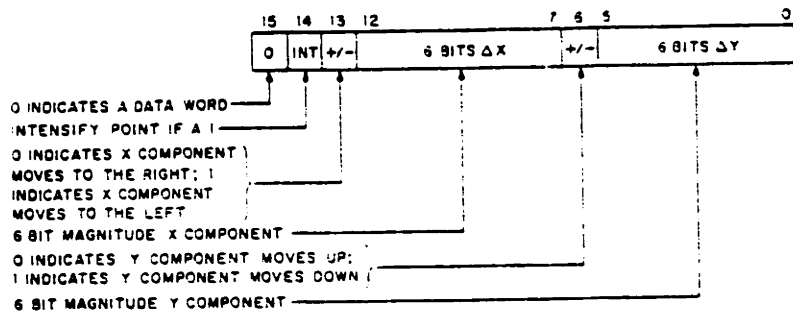 15 14 13 12 7 6 5 0
0 INT +/- 6 BITS Δ X +/- 6 BITS Δ Y
0 INDICATES A DATA WORD
INTENSIFY POINT IF A 1
0 INDICATES X COMPONENT
MOVES TO THE RIGHT; 1
INDICATES X COMPONENT
MOVES TO THE LEFT
6 BIT MAGNITUDE X COMPONENT
0 INDICATES Y COMPONENT MOVES UP;
1 INDICATES Y COMPONENT MOVES DOWN
6 BIT MAGNITUDE Y COMPONENT